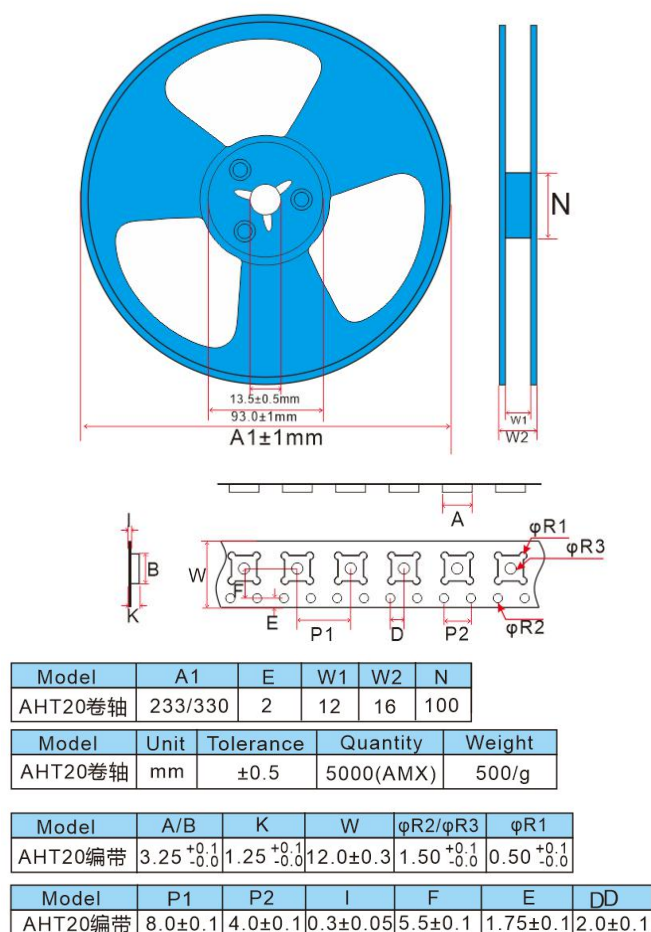 N
13.5±0.5mm
93.0±1mm
A1±1mm
W1
W2
A
φR1
φR3
I
B
W
F
K
E
P1
D
P2
φR2
Model A1 E W1 W2 N
AHT20卷轴 233/330 2 12 16 100
Model Unit Tolerance Quantity Weight
AHT20卷轴 mm ±0.5 5000(AMX) 500/g
Model A/B K W φR2/φR3 φR1
AHT20编带 3.25 +0.1 -0.0 1.25 +0.1 -0.0 12.0±0.3 1.50 +0.1 -0.0 0.50 +0.1 -0.0
Model P1 P2 I F E DD
AHT20编带 8.0±0.1 4.0±0.1 0.3±0.05 5.5±0.1 1.75±0.1 2.0±0.1